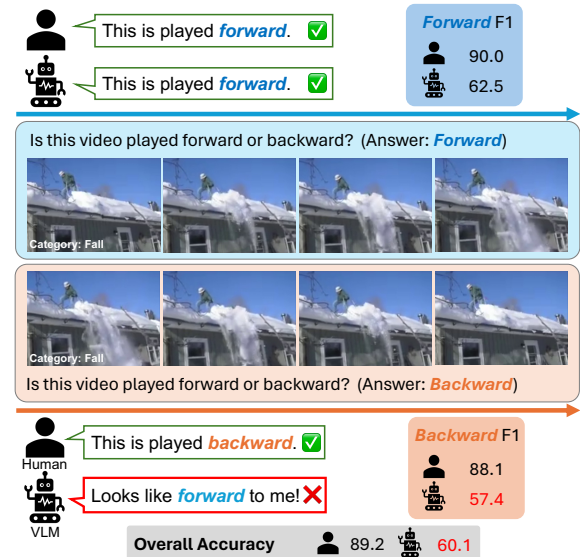 This is played forward.
Forward F1
90.0
This is played forward.
62.5
Is this video played forward or backward? (Answer: Forward)
Category: Fall
Category: Fall
Is this video played forward or backward? (Answer: Backward)
This is played backward.
Human
Backward F1
88.1
Looks like forward to me!
57.4
VLM
Overall Accuracy 89.2 60.1